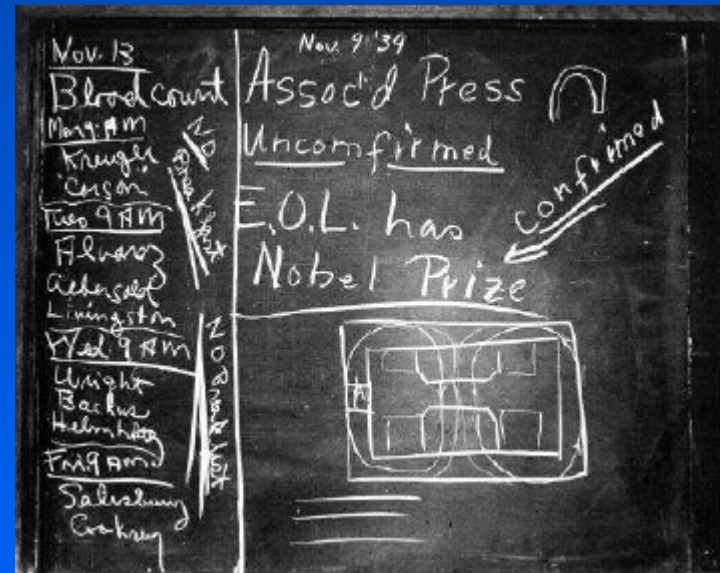 Nov. 13
Blood count
Mon 9 AM
Kruger
Corson
NO
Breakfast
Tues 9 AM
Alvarez
Aebersold
Livingston
Wed. 9 AM
Wright
Backus
Helmholz
No Breakfast
Fri 9 AM
Salisbury
Nov. 9 '39
Assoc'd Press
Unconfirmed
confirmed
E.O.L. has
Nobel Prize